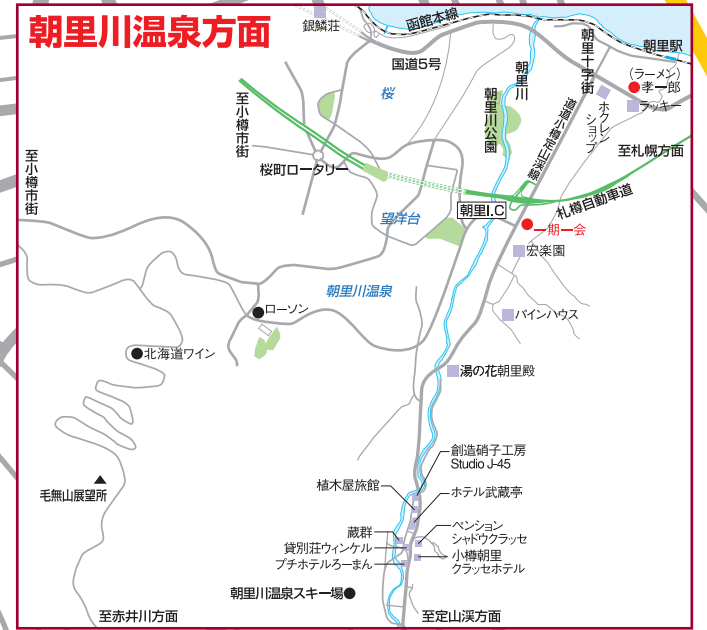 朝里川温泉方面
銀鱗荘
函館本線
国道5号
朝里川
朝里十字街
朝里駅
(ラーメン)
孝一郎
ラッキー
ホクレン
ショップ
至小樽市街
桜
朝里川公園
道道小樽定山渓線
至札幌方面
至小樽市街
桜町ロータリー
札樽自動車道
望洋台
朝里I.C
一期一会
宏楽園
朝里川温泉
ローソン
パインハウス
北海道ワイン
湯の花朝里殿
創造硝子工房
Studio J-45
植木屋旅館
ホテル武蔵亭
毛無山展望所
蔵群
ペンション
シャドウクラッセ
貸別荘ウィンケル
小樽朝里
クラッセホテル
プチホテルろーまん
朝里川温泉スキー場
至赤井川方面
至定山渓方面